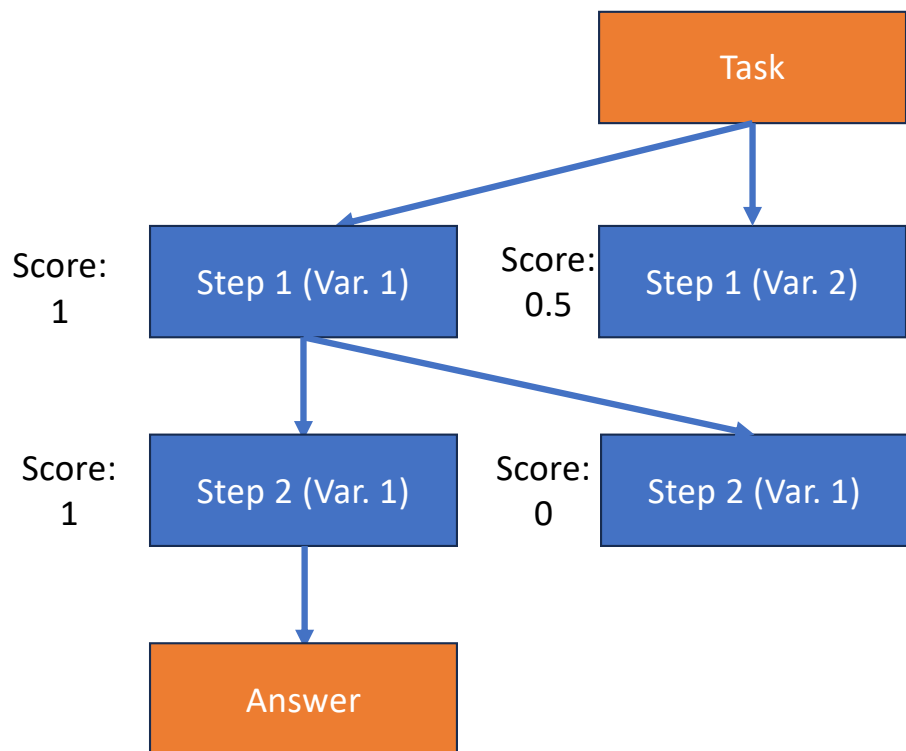 Task
Score:
1
Step 1 (Var. 1)
Score:
0.5
Step 1 (Var. 2)
Score:
1
Step 2 (Var. 1)
Score:
0
Step 2 (Var. 1)
Answer